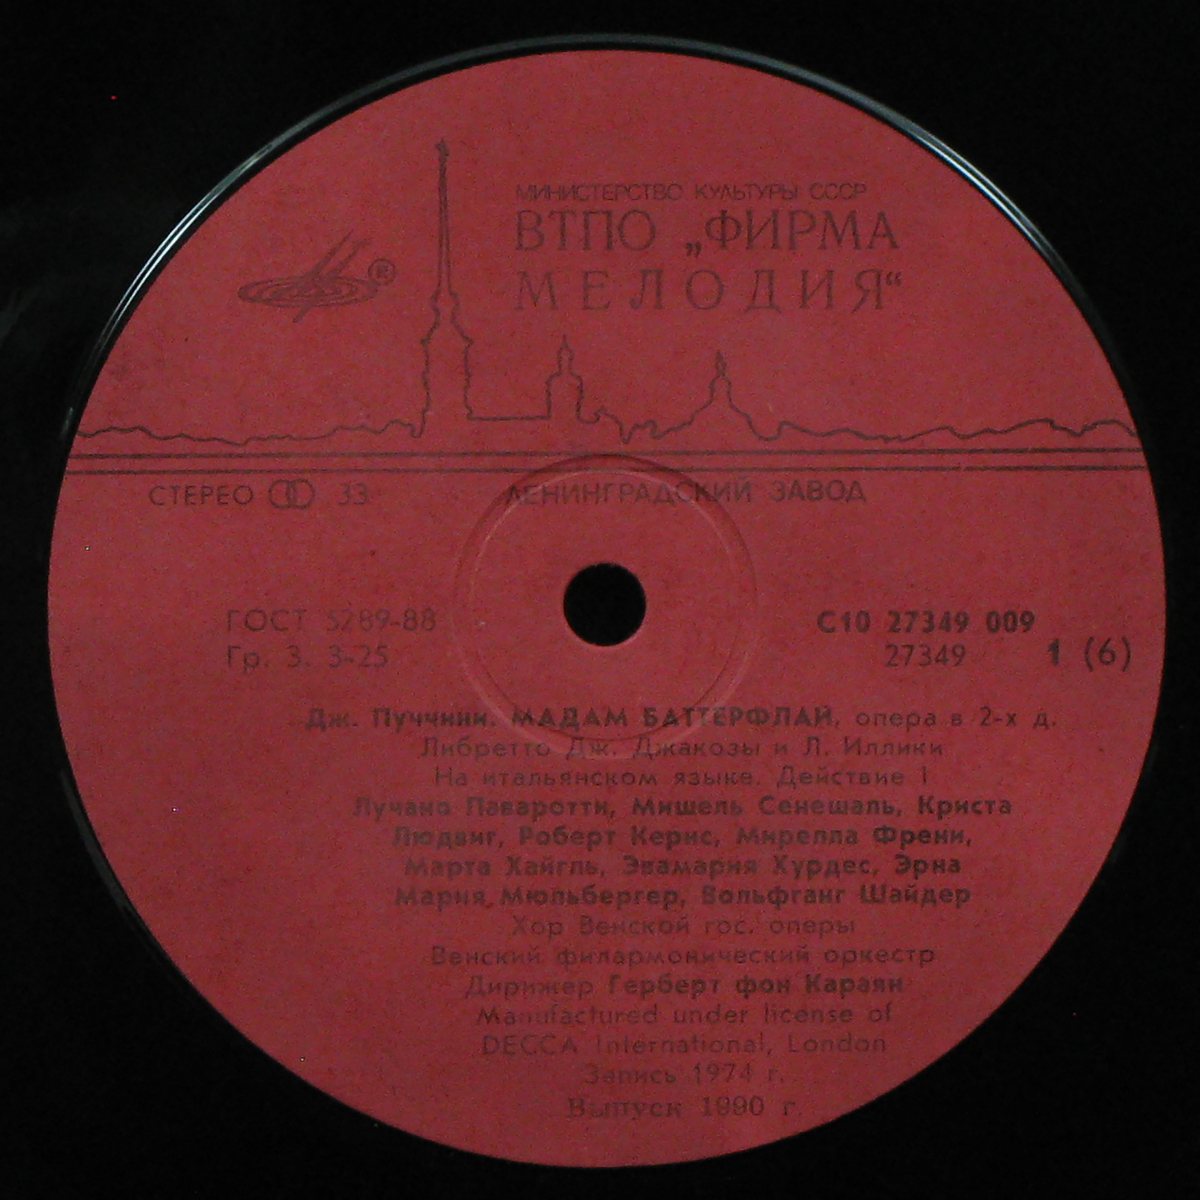 МИНИСТЕРСТВО КУЛЬТУРЫ СССР
ВТПО „ФИРМА
МЕЛОДИЯ“
®
СТЕРЕО 33 ЛЕНИНГРАДСКИЙ ЗАВОД
ГОСТ 5289-88 С10 27349 009
Гр. 3. 3-25 27349 1 (6)
Дж. Пуччини. МАДАМ БАТТЕРФЛАЙ, опера в 2-х д.
Либретто Дж. Джакозы и Л. Иллики
На итальянском языке. Действие I
Лучано Паваротти, Мишель Сенешаль, Криста
Людвиг, Роберт Кернс, Мирелла Френи,
Марта Хайгль, Эвамария Хурдес, Эрна
Мария Мюльбергер, Вольфганг Шайдер
Хор Венской гос. оперы
Венский филармонический оркестр
Дирижер Герберт фон Караян
Manufactured under license of
DECCA International, London
Запись 1974 г.
Выпуск 1990 г.